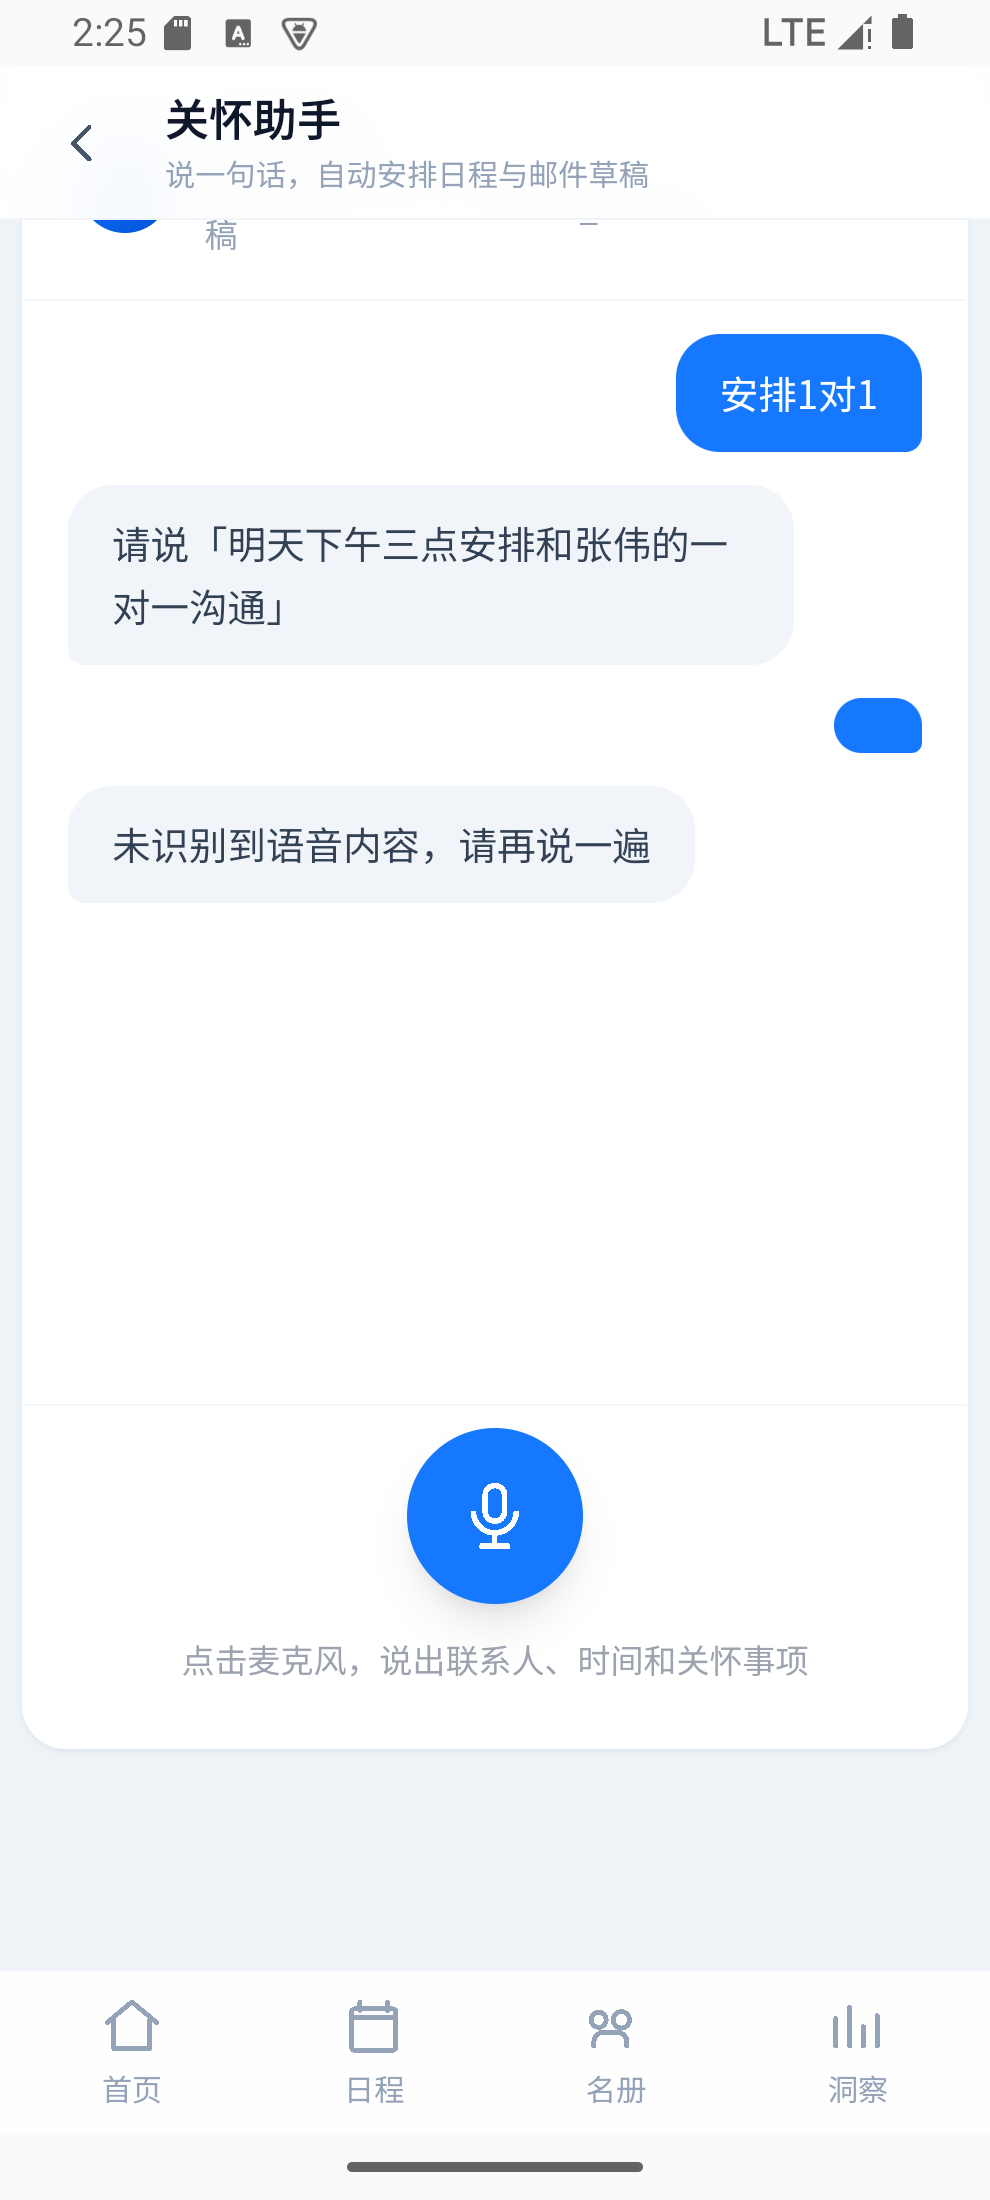 2:25
LTE
关怀助手
说一句话，自动安排日程与邮件草稿
稿
安排1对1
请说「明天下午三点安排和张伟的一
对一沟通」
未识别到语音内容，请再说一遍
点击麦克风，说出联系人、时间和关怀事项
首页
日程
名册
洞察